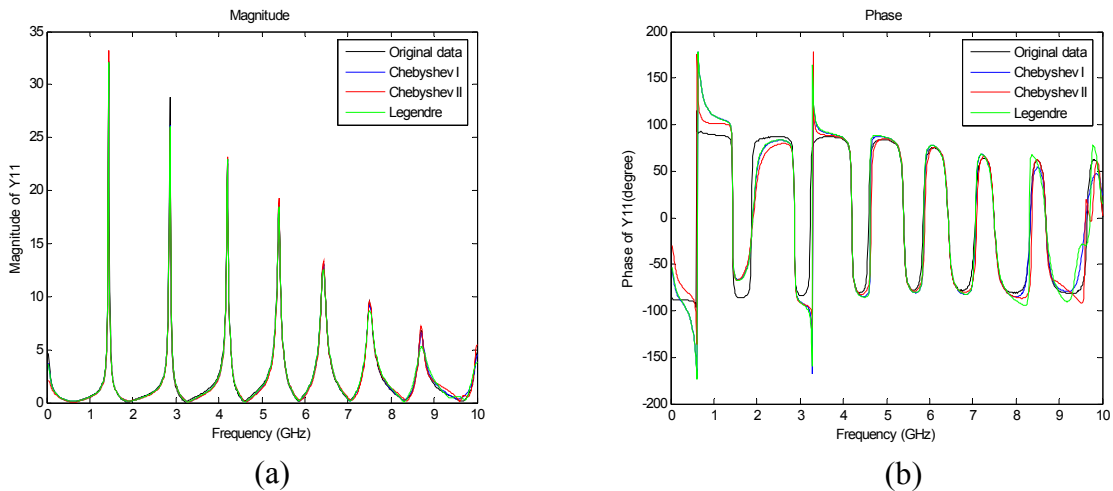 Magnitude
35
30
25
20
15
10
5
0
Magnitude of Y11
Original data
Chebyshev I
Chebyshev II
Legendre
0 1 2 3 4 5 6 7 8 9 10
Frequency (GHz)
(a)
Phase
200
150
100
50
0
-50
-100
-150
-200
Phase of Y11(degree)
Original data
Chebyshev I
Chebyshev II
Legendre
0 1 2 3 4 5 6 7 8 9 10
Frequency (GHz)
(b)